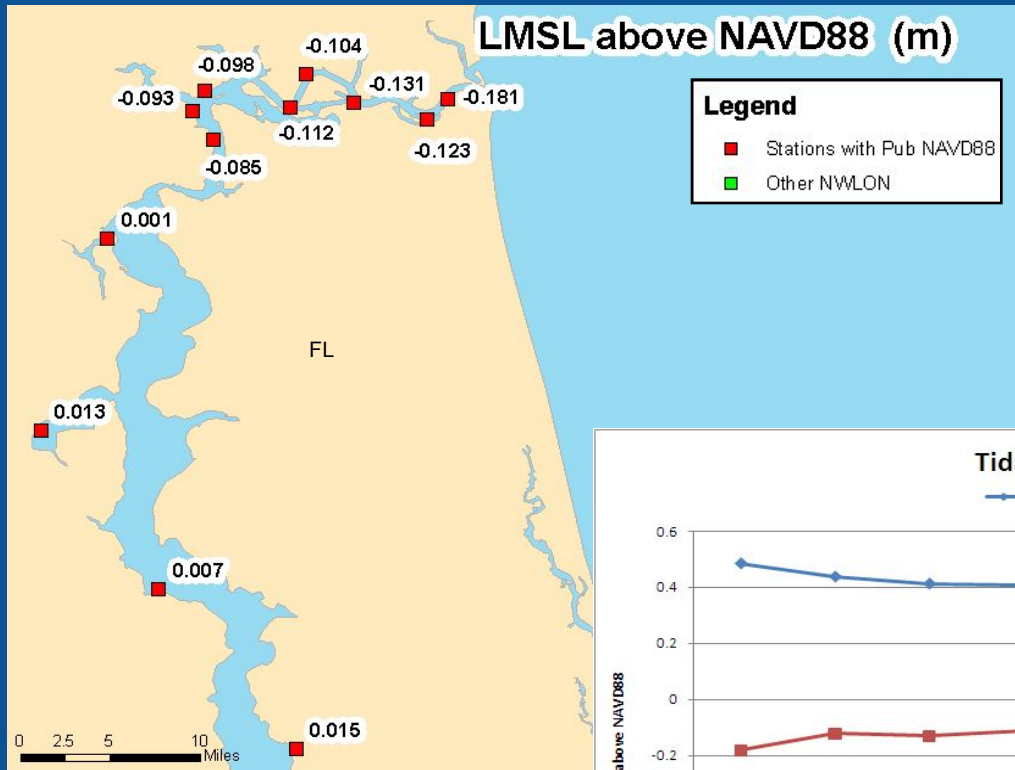 LMSL above NAVD88 (m)
-0.104
-0.098
-0.131
-0.181
-0.093
-0.112
-0.123
-0.085
Legend
Stations with Pub NAVD88
Other NWLON
0.001
FL
0.013
0.007
0.015
0 2.5 5 10
Miles
Tid
0.6
0.4
0.2
0
-0.2
above NAVD88